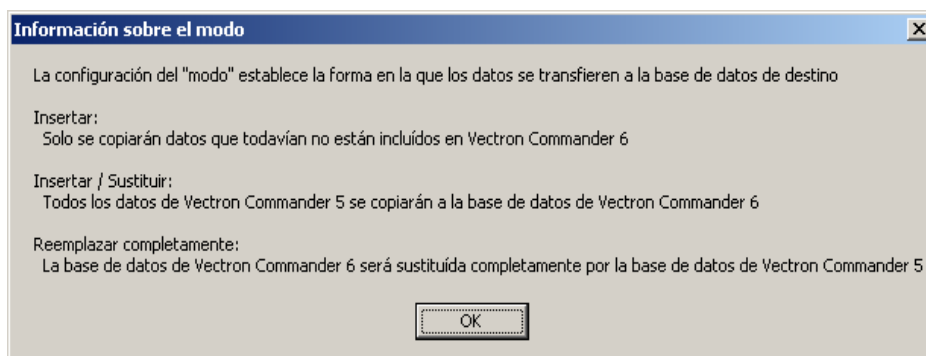 Información sobre el modo
La configuración del "modo" establece la forma en la que los datos se transfieren a la base de datos de destino
Insertar:
Solo se copiarán datos que todavían no están incluídos en Vectron Commander 6
Insertar / Sustituir:
Todos los datos de Vectron Commander 5 se copiarán a la base de datos de Vectron Commander 6
Reemplazar completamente:
La base de datos de Vectron Commander 6 será sustituída completamente por la base de datos de Vectron Commander 5
OK